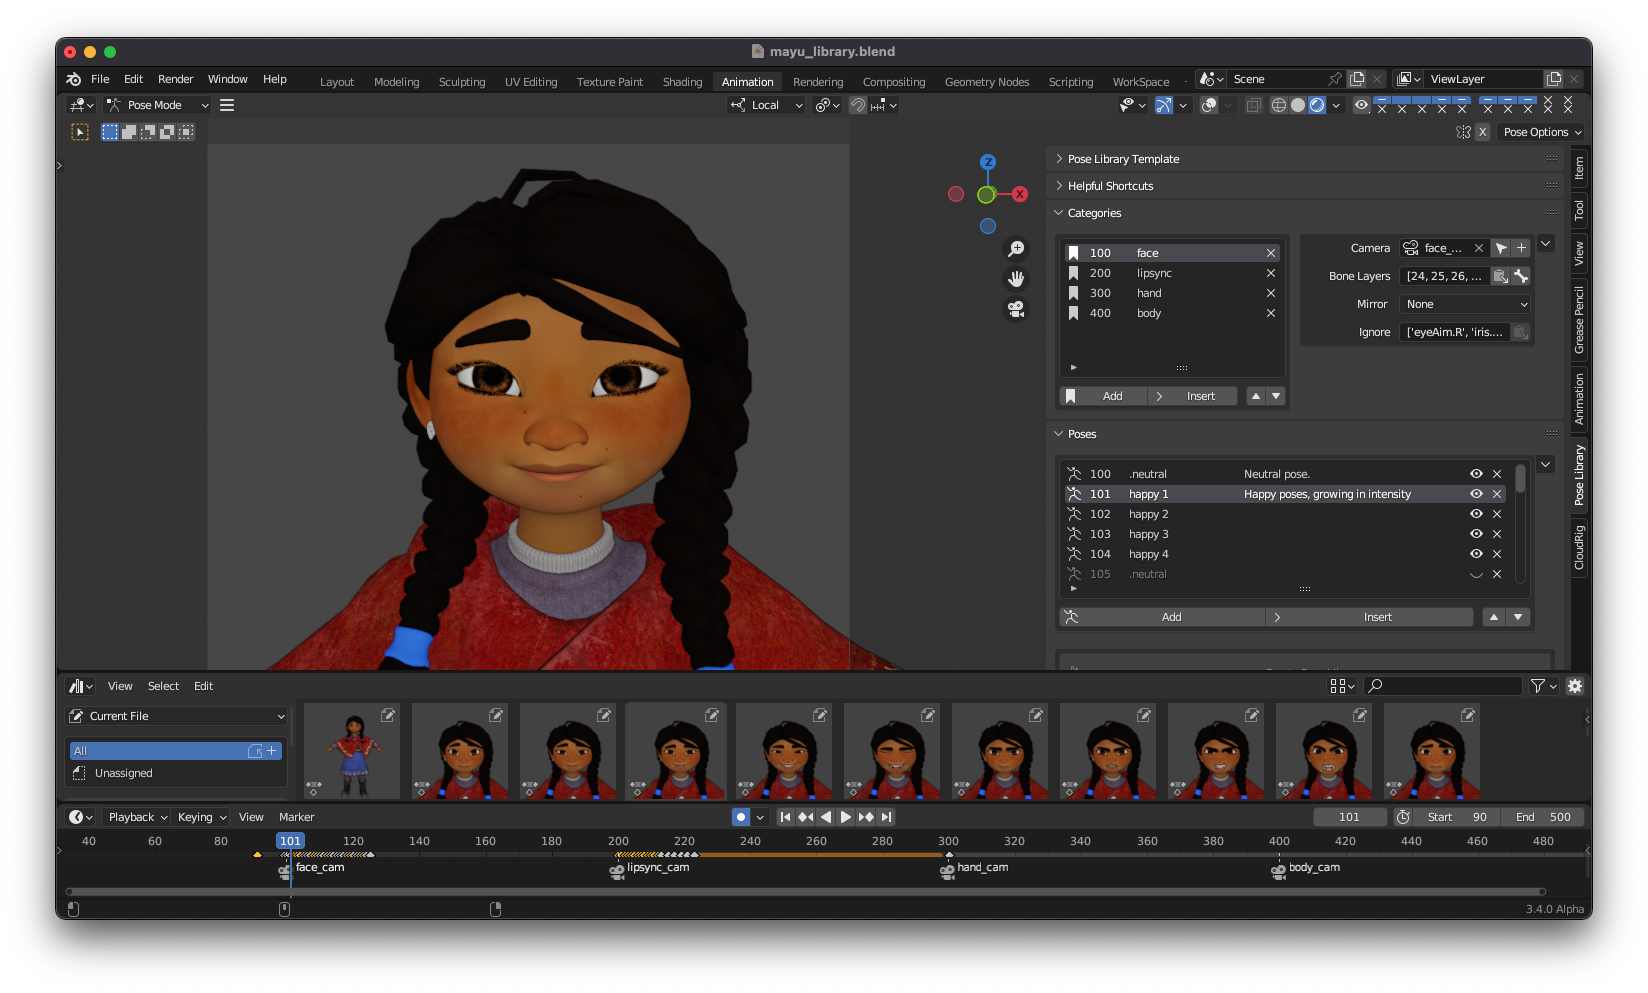 mayu_library.blend
File Edit Render Window Help Layout Modeling Sculpting UV Editing Texture Paint Shading Animation Rendering Compositing Geometry Nodes Scripting WorkSpace Scene ViewLayer
Pose Mode Local
X Pose Options
Z
X
Item
Tool
View
Grease Pencil
Animation
Pose Library
CloudRig
Pose Library Template
Helpful Shortcuts
Categories
100 face
200 lipsync
300 hand
400 body
Add Insert
Camera face_...
Bone Layers [24, 25, 26, ...
Mirror None
Ignore ['eyeAim.R', 'iris....
Poses
100 .neutral Neutral pose.
101 happy 1 Happy poses, growing in intensity
102 happy 2
103 happy 3
104 happy 4
105 .neutral
Add Insert
View Select Edit
Current File
All
Unassigned
Playback Keying View Marker 101 Start 90 End 500
40 60 80 101 120 140 160 180 200 220 240 260 280 300 320 340 360 380 400 420 440 460 480
face_cam lipsync_cam hand_cam body_cam
3.4.0 Alpha